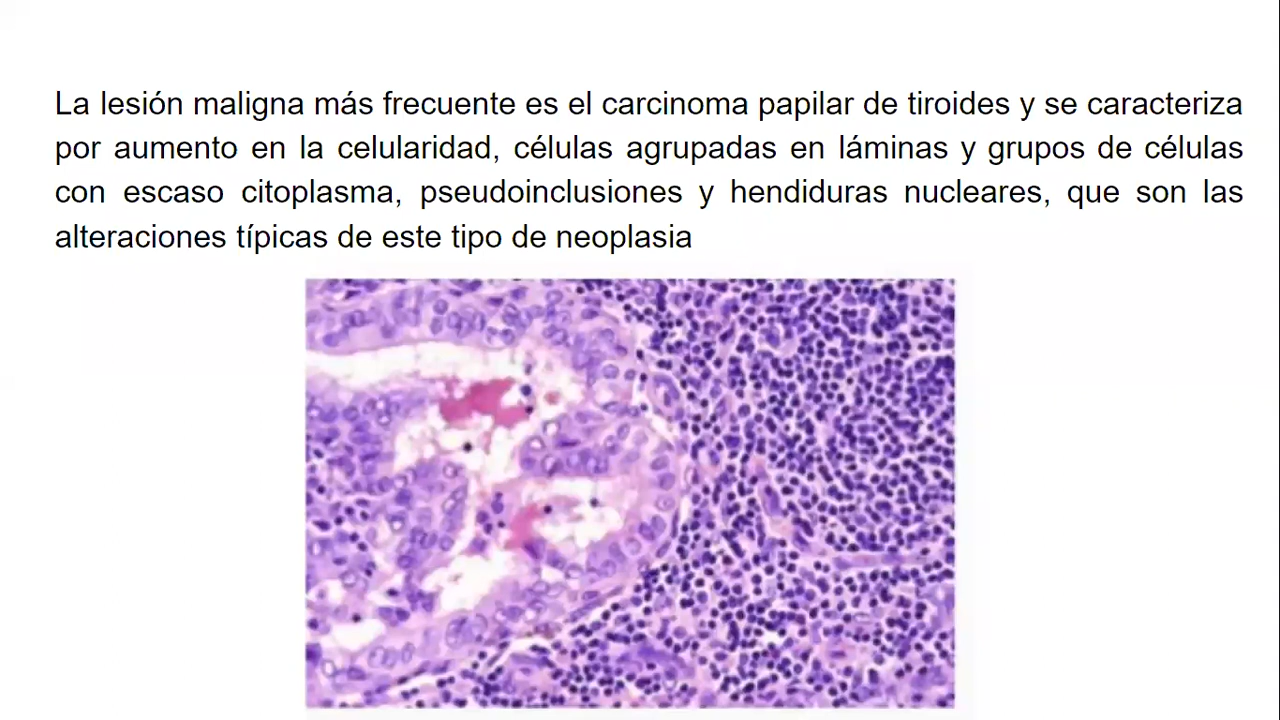 La lesión maligna más frecuente es el carcinoma papilar de tiroides y se caracteriza
por aumento en la celularidad, células agrupadas en láminas y grupos de células
con escaso citoplasma, pseudoinclusiones y hendiduras nucleares, que son las
alteraciones típicas de este tipo de neoplasia